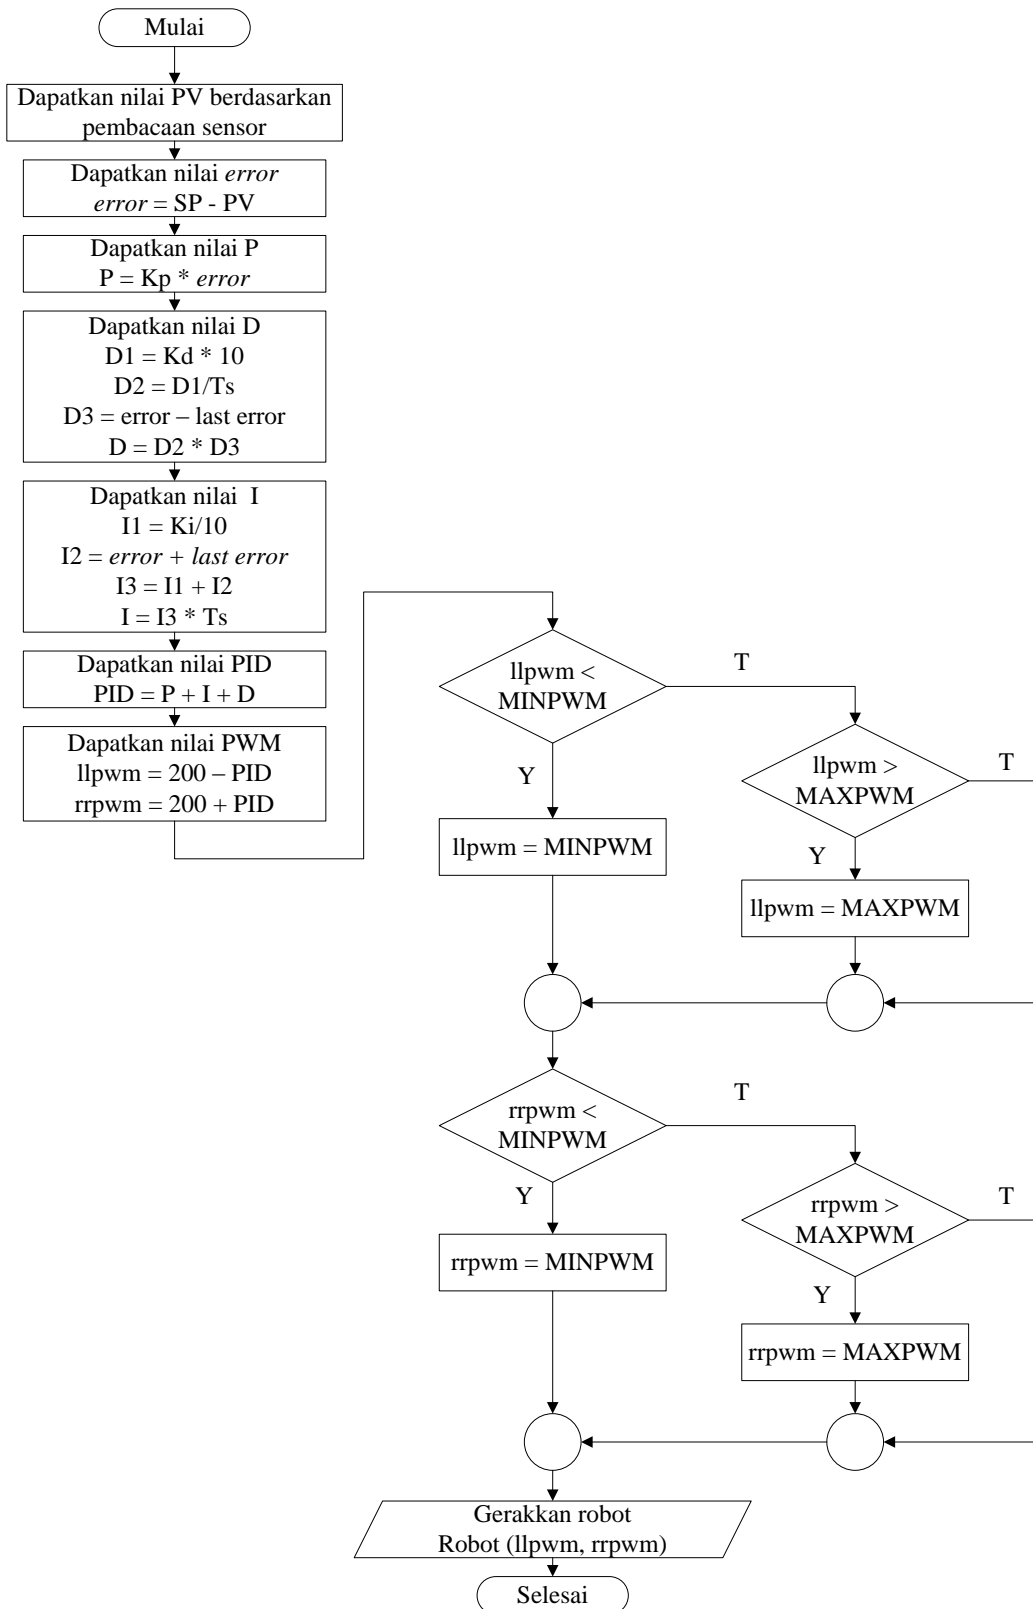 Mulai
Dapatkan nilai PV berdasarkan
pembacaan sensor
Dapatkan nilai error
error = SP - PV
Dapatkan nilai P
P = Kp * error
Dapatkan nilai D
D1 = Kd * 10
D2 = D1/Ts
D3 = error – last error
D = D2 * D3
Dapatkan nilai  I
I1 = Ki/10
I2 = error + last error
I3 = I1 + I2
I = I3 * Ts
Dapatkan nilai PID
PID = P + I + D
Dapatkan nilai PWM
llpwm = 200 – PID
rrpwm = 200 + PID
llpwm <
MINPWM
T
Y
llpwm = MINPWM
llpwm >
MAXPWM
T
Y
llpwm = MAXPWM
rrpwm <
MINPWM
T
Y
rrpwm = MINPWM
rrpwm >
MAXPWM
T
Y
rrpwm = MAXPWM
Gerakkan robot
Robot (llpwm, rrpwm)
Selesai